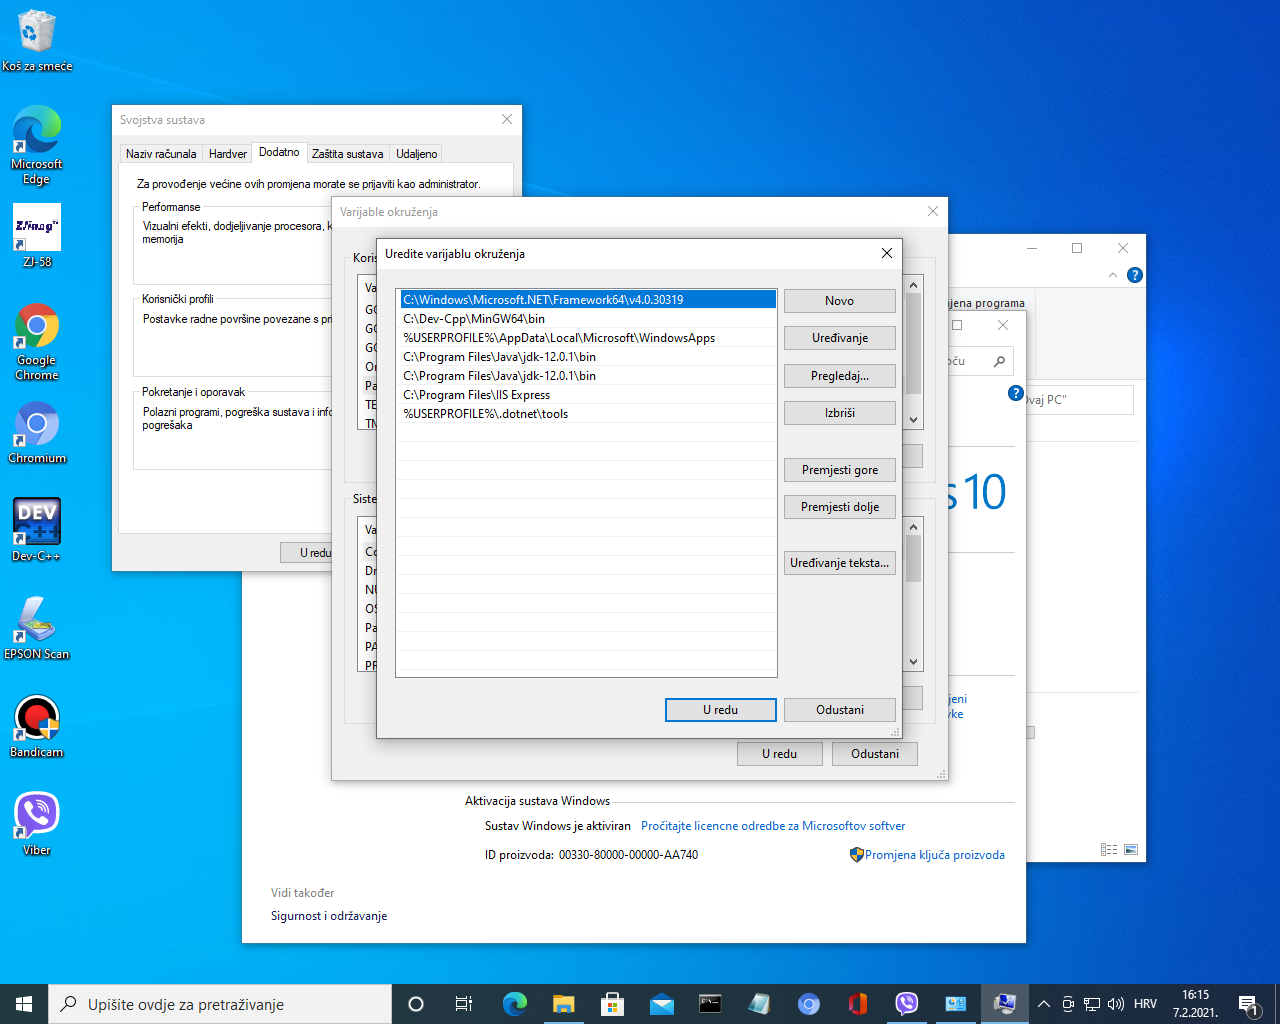 Koš za smeće
Microsoft
Edge
ZJ-58
Google
Chrome
Chromium
DEV
C++
Dev-C++
EPSON Scan
Bandicam
Viber
Svojstva sustava
Naziv računala
Hardver
Dodatno
Zaštita sustava
Udaljeno
Za provođenje većine ovih promjena morate se prijaviti kao administrator.
Performanse
Vizualni efekti, dodjeljivanje procesora, k
memorija
Korisnički profili
Postavke radne površine povezane s pri
Pokretanje i oporavak
Polazni programi, pogreška sustava i info
pogrešaka
U redu
Varijable okruženja
Koris
Va
GO
GO
GO
On
Pa
TE
TN
Siste
Va
Co
Dr
NU
OS
Pa
PA
PR
U redu
Odustani
Uredite varijablu okruženja
C:\Windows\Microsoft.NET\Framework64\v4.0.30319
C:\Dev-Cpp\MinGW64\bin
%USERPROFILE%\AppData\Local\Microsoft\WindowsApps
C:\Program Files\Java\jdk-12.0.1\bin
C:\Program Files\Java\jdk-12.0.1\bin
C:\Program Files\IIS Express
%USERPROFILE%\.dotnet\tools
Novo
Uređivanje
Pregledaj...
Izbriši
Premjesti gore
Premjesti dolje
Uređivanje teksta...
U redu
Odustani
jena programa
oču
Ovaj PC"
s 10
jeni
vke
Aktivacija sustava Windows
Sustav Windows je aktiviran
Pročitajte licencne odredbe za Microsoftov softver
ID proizvoda: 00330-80000-00000-AA740
Promjena ključa proizvoda
Vidi također
Sigurnost i održavanje
Upišite ovdje za pretraživanje
HRV
16:15
7.2.2021.
1